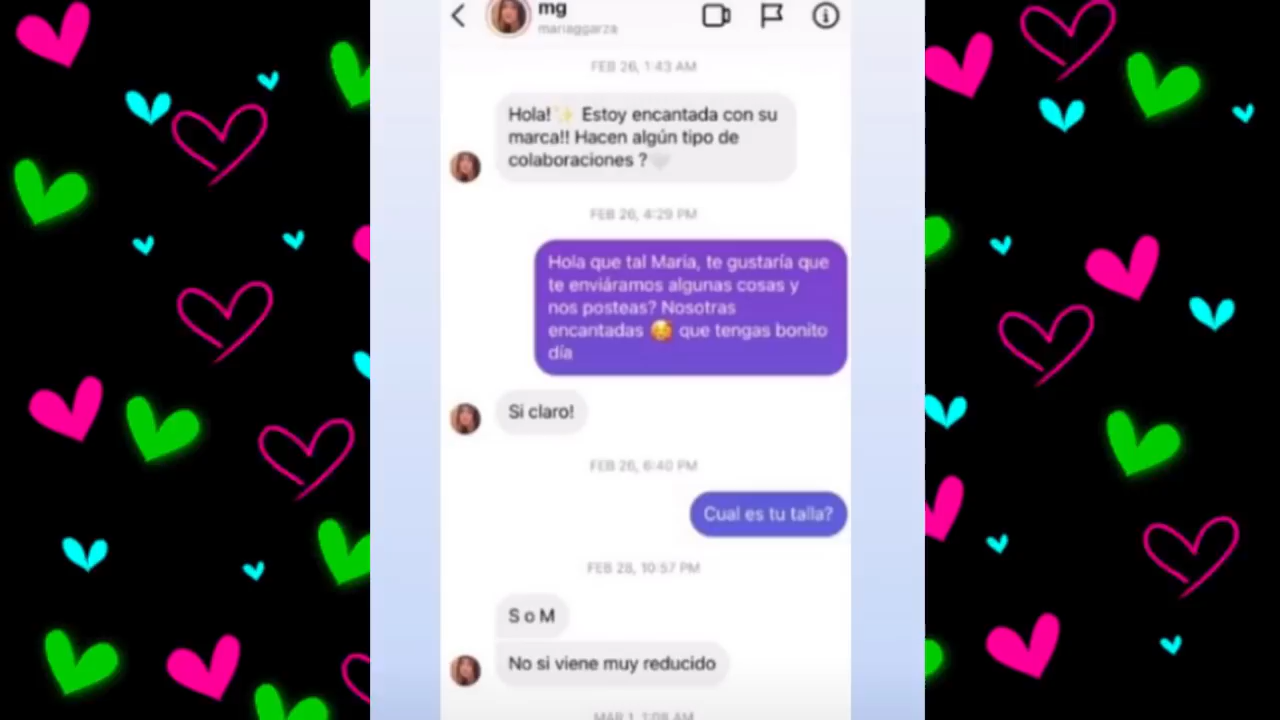 mg
mariaggarza
FEB 26, 1:43 AM
Hola!✨ Estoy encantada con su
marca!! Hacen algún tipo de
colaboraciones ?🤍
FEB 26, 4:29 PM
Hola que tal Maria, te gustaría que
te enviáramos algunas cosas y
nos posteas? Nosotras
encantadas 🥰 que tengas bonito
día
Si claro!
FEB 26, 6:40 PM
Cual es tu talla?
FEB 28, 10:57 PM
S o M
No si viene muy reducido
MAR 1, 1:08 AM